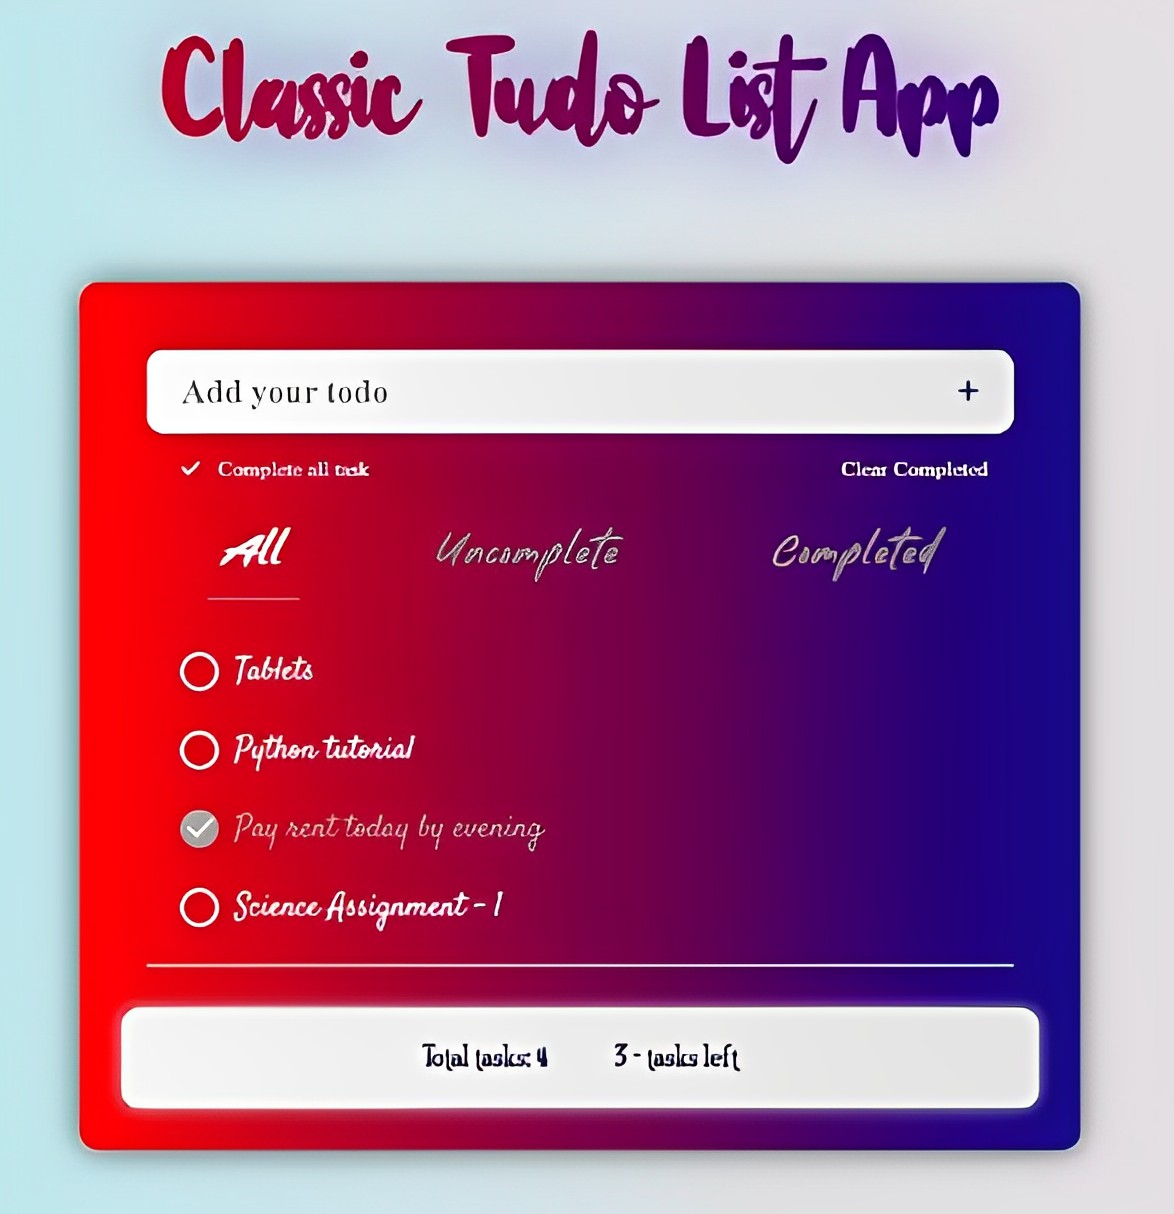 Classic Tudo List App
Add your todo +
Complete all task Clear Completed
All Uncomplete Completed
Tablets
Python tutorial
Pay rent today by evening
Science Assignment - 1
Total tasks: 4 3 - tasks left